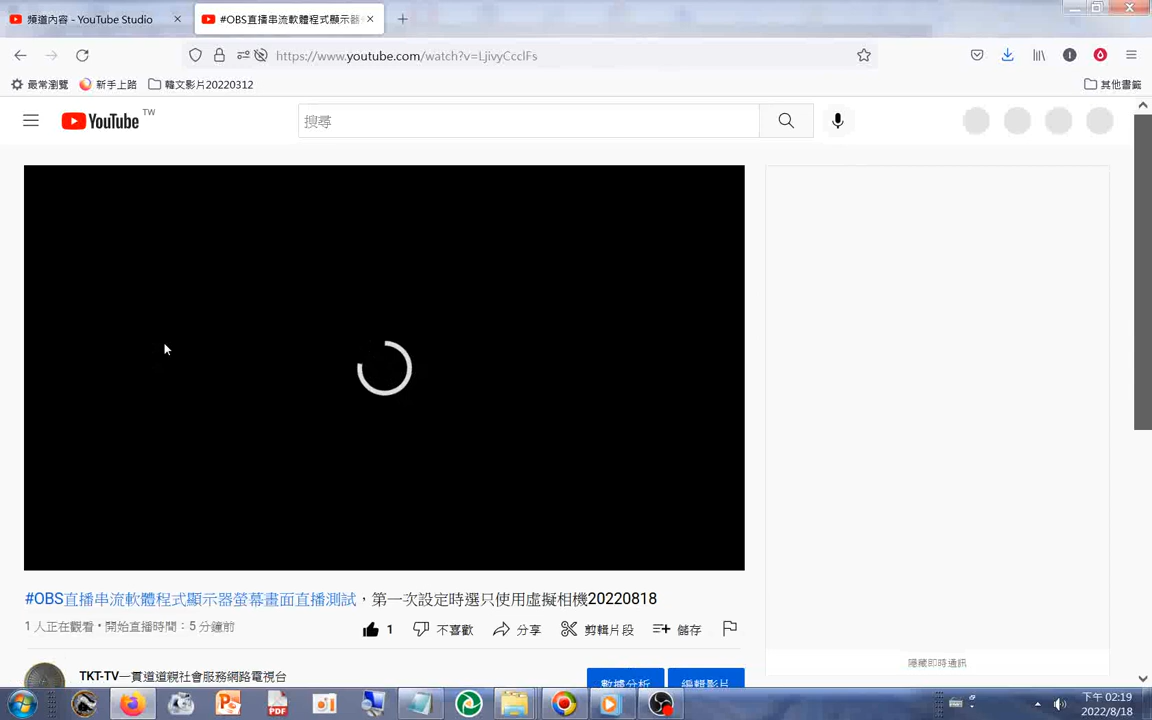 頻道內容 - YouTube Studio
#OBS直播串流軟體程式顯示器
https://www.youtube.com/watch?v=LjivyCcclFs
最常瀏覽
新手上路
韓文影片20220312
其他書籤
YouTube TW
搜尋
#OBS直播串流軟體程式顯示器螢幕畫面直播測試，第一次設定時選只使用虛擬相機20220818
1 人正在觀看 • 開始直播時間：5 分鐘前
1
不喜歡
分享
剪輯片段
儲存
隱藏即時通訊
TKT-TV一貫道道親社會服務網路電視台
數據分析
編輯影片
下午 02:19
2022/8/18